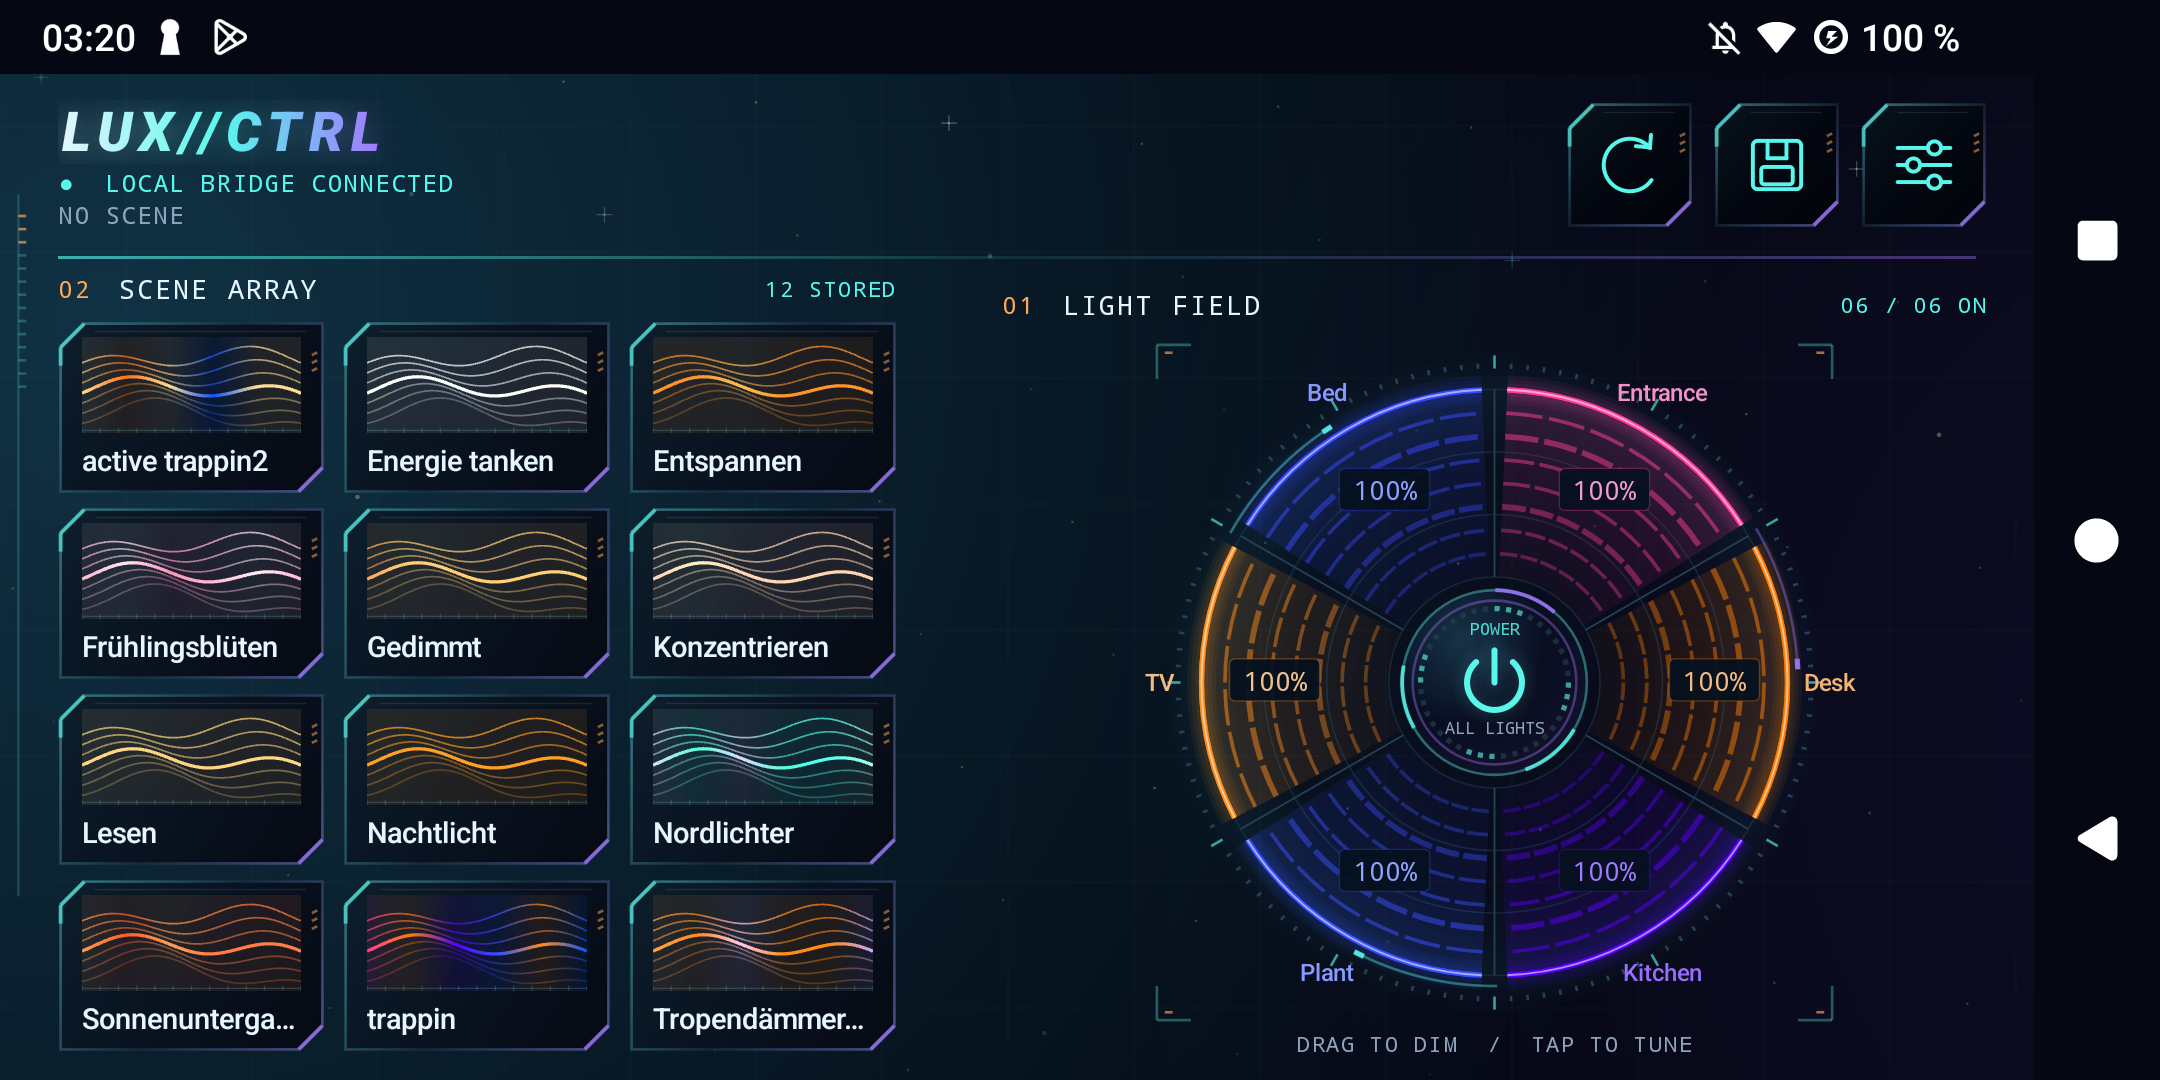 03:20
100 %
LUX//CTRL
LOCAL BRIDGE CONNECTED
NO SCENE
02 SCENE ARRAY
12 STORED
active trappin2
Energie tanken
Entspannen
Frühlingsblüten
Gedimmt
Konzentrieren
Lesen
Nachtlicht
Nordlichter
Sonnenunterga...
trappin
Tropendämmer...
01 LIGHT FIELD
06 / 06 ON
Bed
Entrance
100%
100%
POWER
TV
100%
100%
Desk
ALL LIGHTS
100%
100%
Plant
Kitchen
DRAG TO DIM / TAP TO TUNE